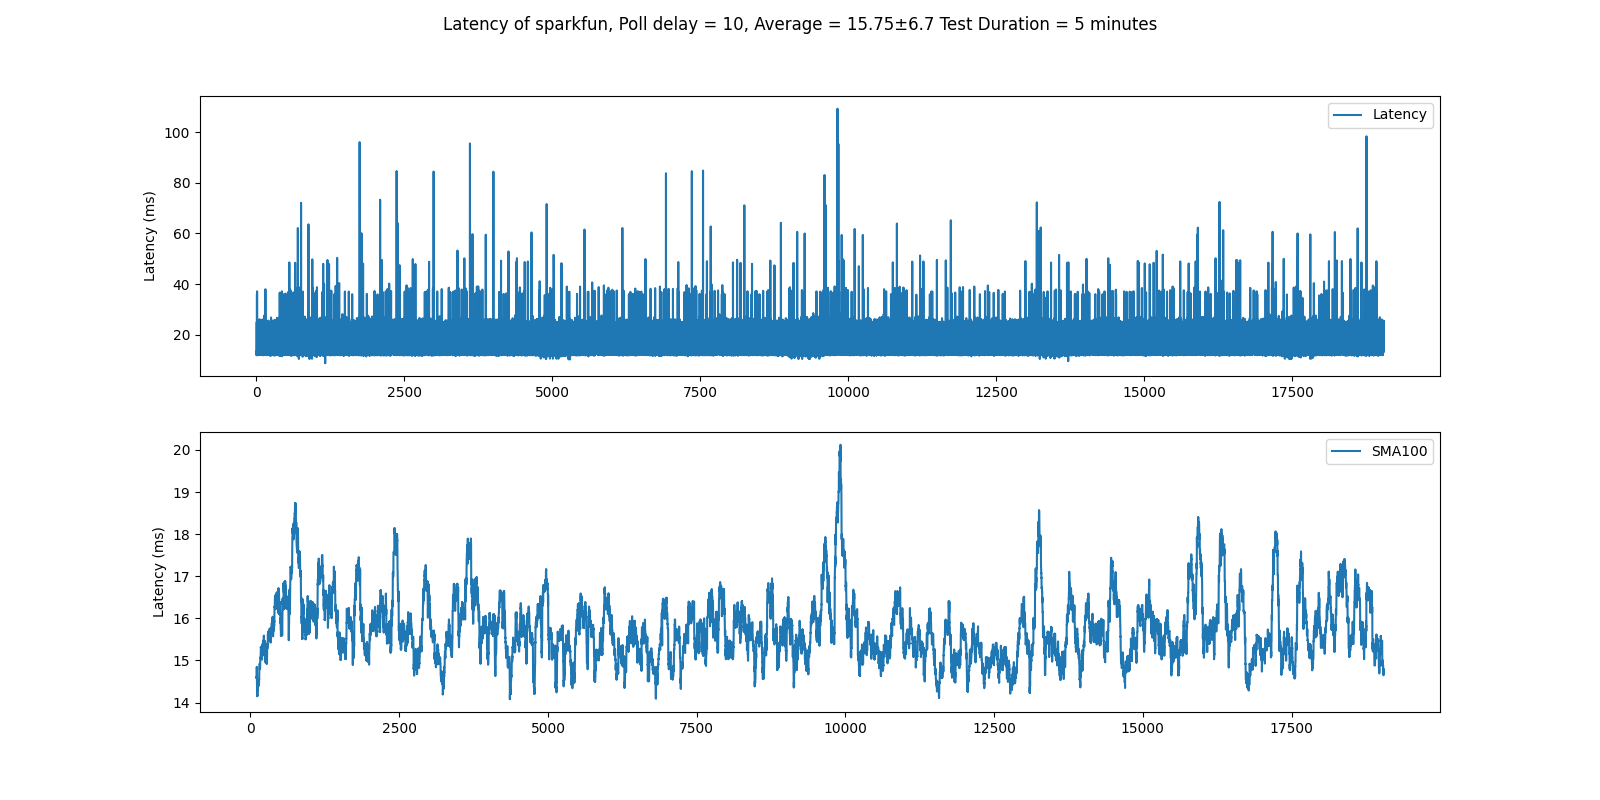 Latency of sparkfun, Poll delay = 10, Average = 15.75±6.7 Test Duration = 5 minutes
Latency
Latency (ms)
100
80
60
40
20
0 2500 5000 7500 10000 12500 15000 17500
SMA100
Latency (ms)
20
19
18
17
16
15
14
0 2500 5000 7500 10000 12500 15000 17500